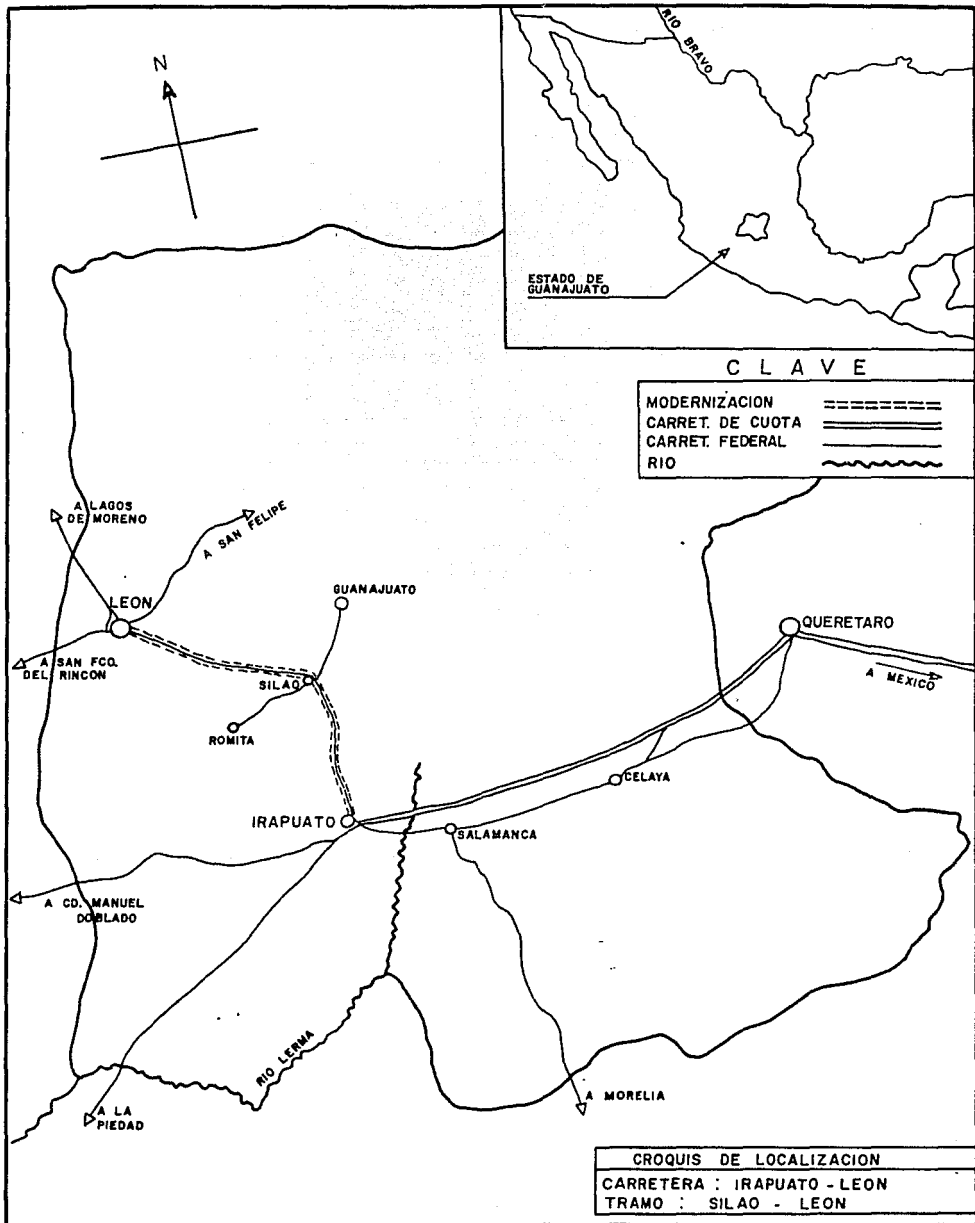 N
RIO BRAVO
ESTADO DE
GUANAJUATO
C L A V E
MODERNIZACION
CARRET. DE CUOTA
CARRET. FEDERAL
RIO
A LAGOS
DE MORENO
A SAN FELIPE
GUANAJUATO
LEON
QUERETARO
A SAN FCO.
DEL RINCON
SILAO
A MEXICO
ROMITA
CELAYA
IRAPUATO
SALAMANCA
A CD. MANUEL
DOBLADO
RIO LERMA
A LA
PIEDAD
A MORELIA
CROQUIS DE LOCALIZACION
CARRETERA : IRAPUATO - LEON
TRAMO : SILAO - LEON